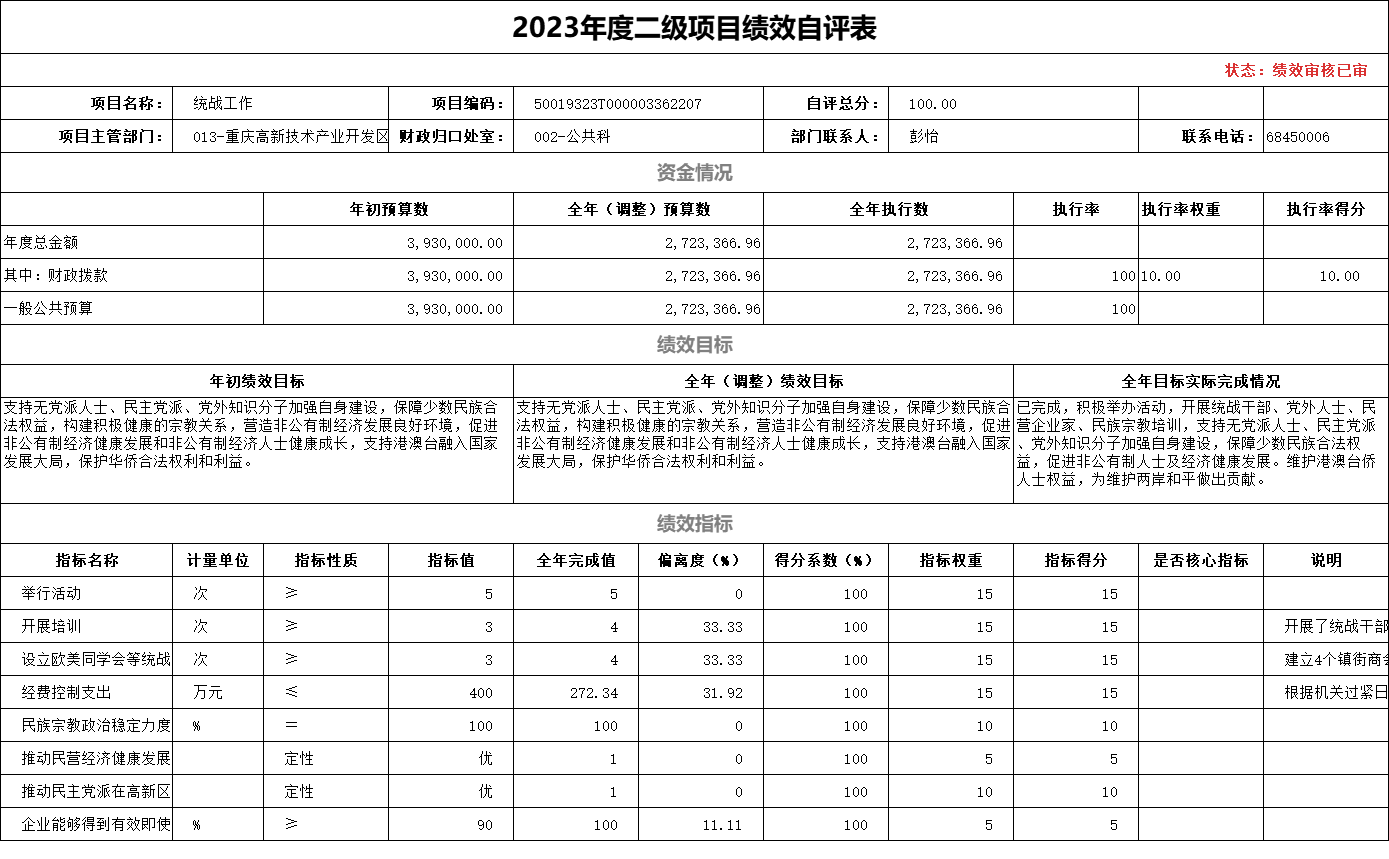 2023年度二级项目绩效自评表
状态：绩效审核已审
项目名称： 统战工作 项目编码： 50019323T000003362207 自评总分： 100.00
项目主管部门： 013-重庆高新技术产业开发区 财政归口处室： 002-公共科 部门联系人： 彭怡 联系电话： 68450006
资金情况
年初预算数 全年（调整）预算数 全年执行数 执行率 执行率权重 执行率得分
年度总金额 3,930,000.00 2,723,366.96 2,723,366.96
其中：财政拨款 3,930,000.00 2,723,366.96 2,723,366.96 100 10.00 10.00
一般公共预算 3,930,000.00 2,723,366.96 2,723,366.96 100
绩效目标
年初绩效目标 全年（调整）绩效目标 全年目标实际完成情况
支持无党派人士、民主党派、党外知识分子加强自身建设，保障少数民族合
法权益，构建积极健康的宗教关系，营造非公有制经济发展良好环境，促进
非公有制经济健康发展和非公有制经济人士健康成长，支持港澳台融入国家
发展大局，保护华侨合法权利和利益。
支持无党派人士、民主党派、党外知识分子加强自身建设，保障少数民族合
法权益，构建积极健康的宗教关系，营造非公有制经济发展良好环境，促进
非公有制经济健康发展和非公有制经济人士健康成长，支持港澳台融入国家
发展大局，保护华侨合法权利和利益。
已完成，积极举办活动，开展统战干部、党外人士、民
营企业家、民族宗教培训，支持无党派人士、民主党派
、党外知识分子加强自身建设，保障少数民族合法权
益，促进非公有制人士及经济健康发展。维护港澳台侨
人士权益，为维护两岸和平做出贡献。
绩效指标
指标名称 计量单位 指标性质 指标值 全年完成值 偏离度（%） 得分系数（%） 指标权重 指标得分 是否核心指标 说明
举行活动 次 ≥ 5 5 0 100 15 15
开展培训 次 ≥ 3 4 33.33 100 15 15 开展了统战干部
设立欧美同学会等统战 次 ≥ 3 4 33.33 100 15 15 建立4个镇街商会
经费控制支出 万元 ≤ 400 272.34 31.92 100 15 15 根据机关过紧日
民族宗教政治稳定力度 % ＝ 100 100 0 100 10 10
推动民营经济健康发展 定性 优 1 0 100 5 5
推动民主党派在高新区 定性 优 1 0 100 10 10
企业能够得到有效即使 % ≥ 90 100 11.11 100 5 5